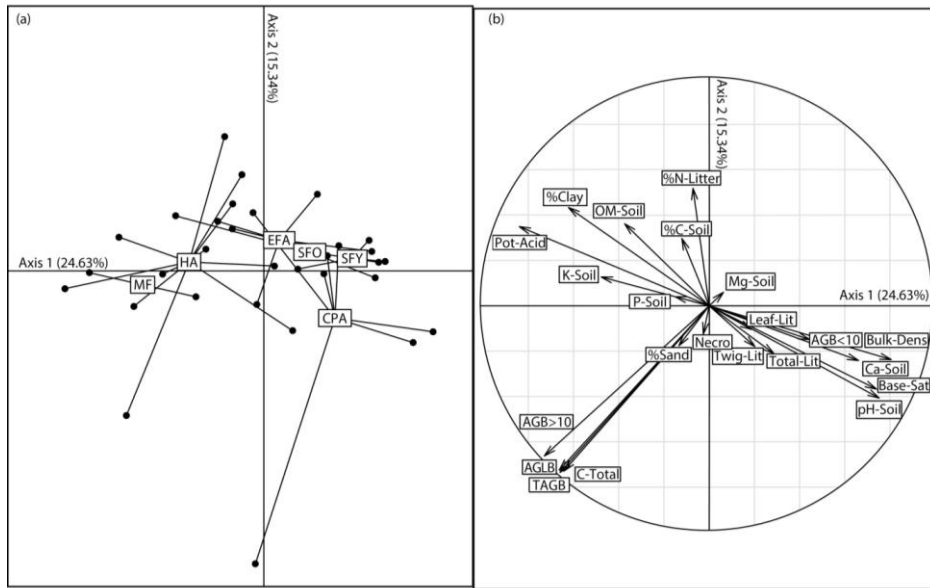 (a)
Axis 2 (15.34%)
EFA
SFO
SFY
HA
Axis 1 (24.63%)
MF
CPA
(b)
Axis 2 (15.34%)
%N-Litter
%Clay
OM-Soil
%C-Soil
Pot-Acid
K-Soil
Mg-Soil
P-Soil
Axis 1 (24.63%)
Leaf-Lit
Necro
AGB<10
Bulk-Dens
%Sand
Twig-Lit
Total-Lit
Ca-Soil
Base-Sat
pH-Soil
AGB>10
AGLB
C-Total
TAGB